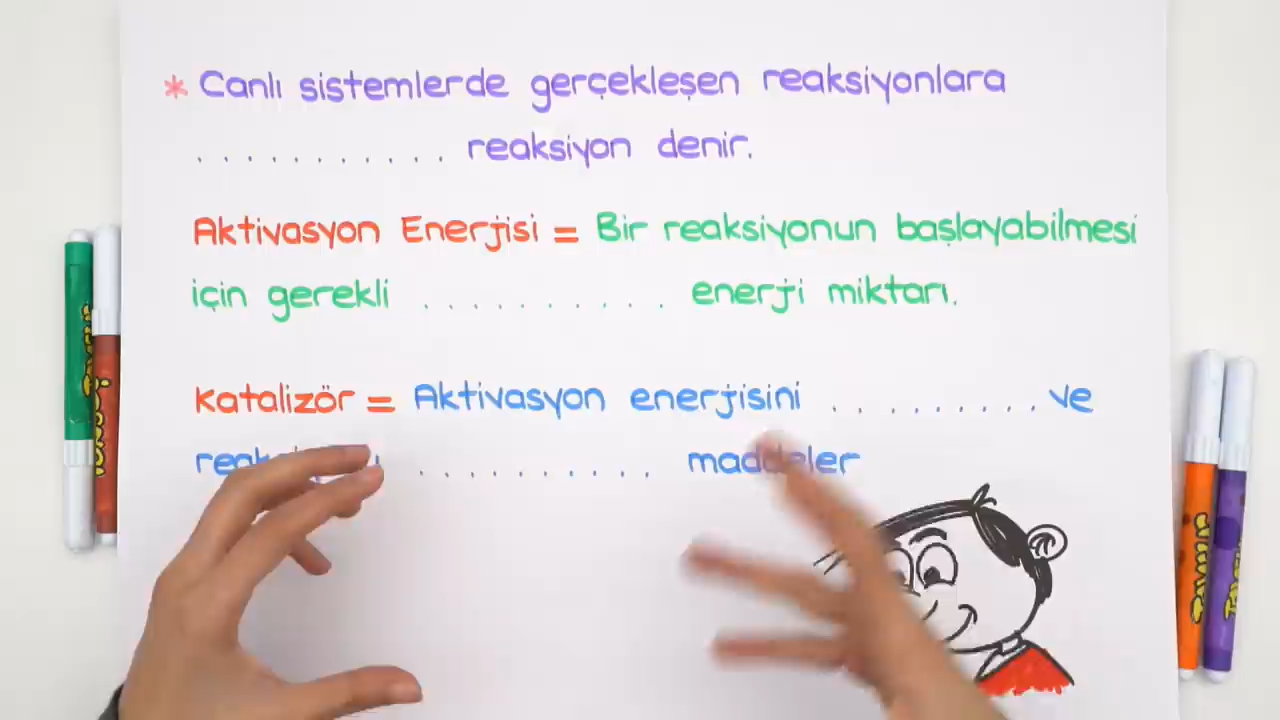 * Canlı sistemlerde gerçekleşen reaksiyonlara
. . . . . . . . . . . reaksiyon denir.
Aktivasyon Enerjisi = Bir reaksiyonun başlayabilmesi
için gerekli . . . . . . . . . . enerji miktarı.
Katalizör = Aktivasyon enerjisini . . . . . . . . . ve
. . . . . . . . . . maddeler